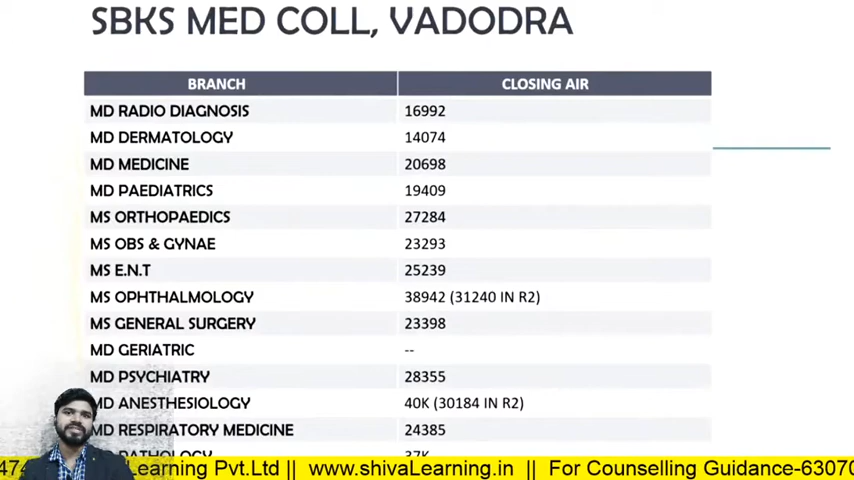 SBKS MED COLL, VADODRA
BRANCH CLOSING AIR
MD RADIO DIAGNOSIS 16992
MD DERMATOLOGY 14074
MD MEDICINE 20698
MD PAEDIATRICS 19409
MS ORTHOPAEDICS 27284
MS OBS & GYNAE 23293
MS E.N.T 25239
MS OPHTHALMOLOGY 38942 (31240 IN R2)
MS GENERAL SURGERY 23398
MD GERIATRIC --
MD PSYCHIATRY 28355
MD ANESTHESIOLOGY 40K (30184 IN R2)
MD RESPIRATORY MEDICINE 24385
PATHOLOGY 37K
474 Learning Pvt.Ltd || www.shivaLearning.in || For Counselling Guidance-63070